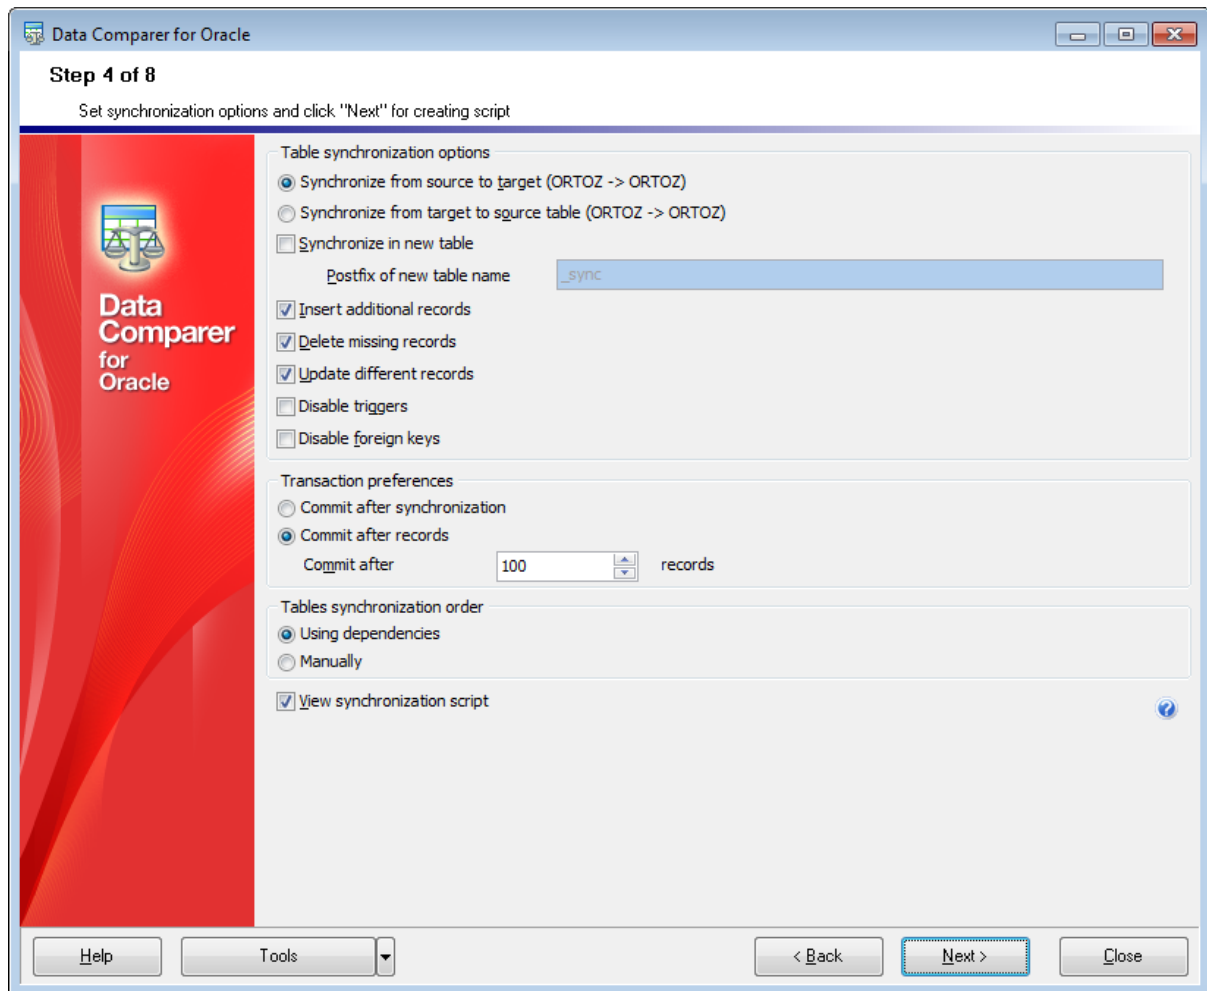 Data Comparer for Oracle
Step 4 of 8
Set synchronization options and click "Next" for creating script
Data
Comparer
for
Oracle
Table synchronization options
Synchronize from source to target (ORTOZ -> ORTOZ)
Synchronize from target to source table (ORTOZ -> ORTOZ)
Synchronize in new table
Postfix of new table name _sync
Insert additional records
Delete missing records
Update different records
Disable triggers
Disable foreign keys
Transaction preferences
Commit after synchronization
Commit after records
Commit after 100 records
Tables synchronization order
Using dependencies
Manually
View synchronization script
?
Help Tools < Back Next > Close